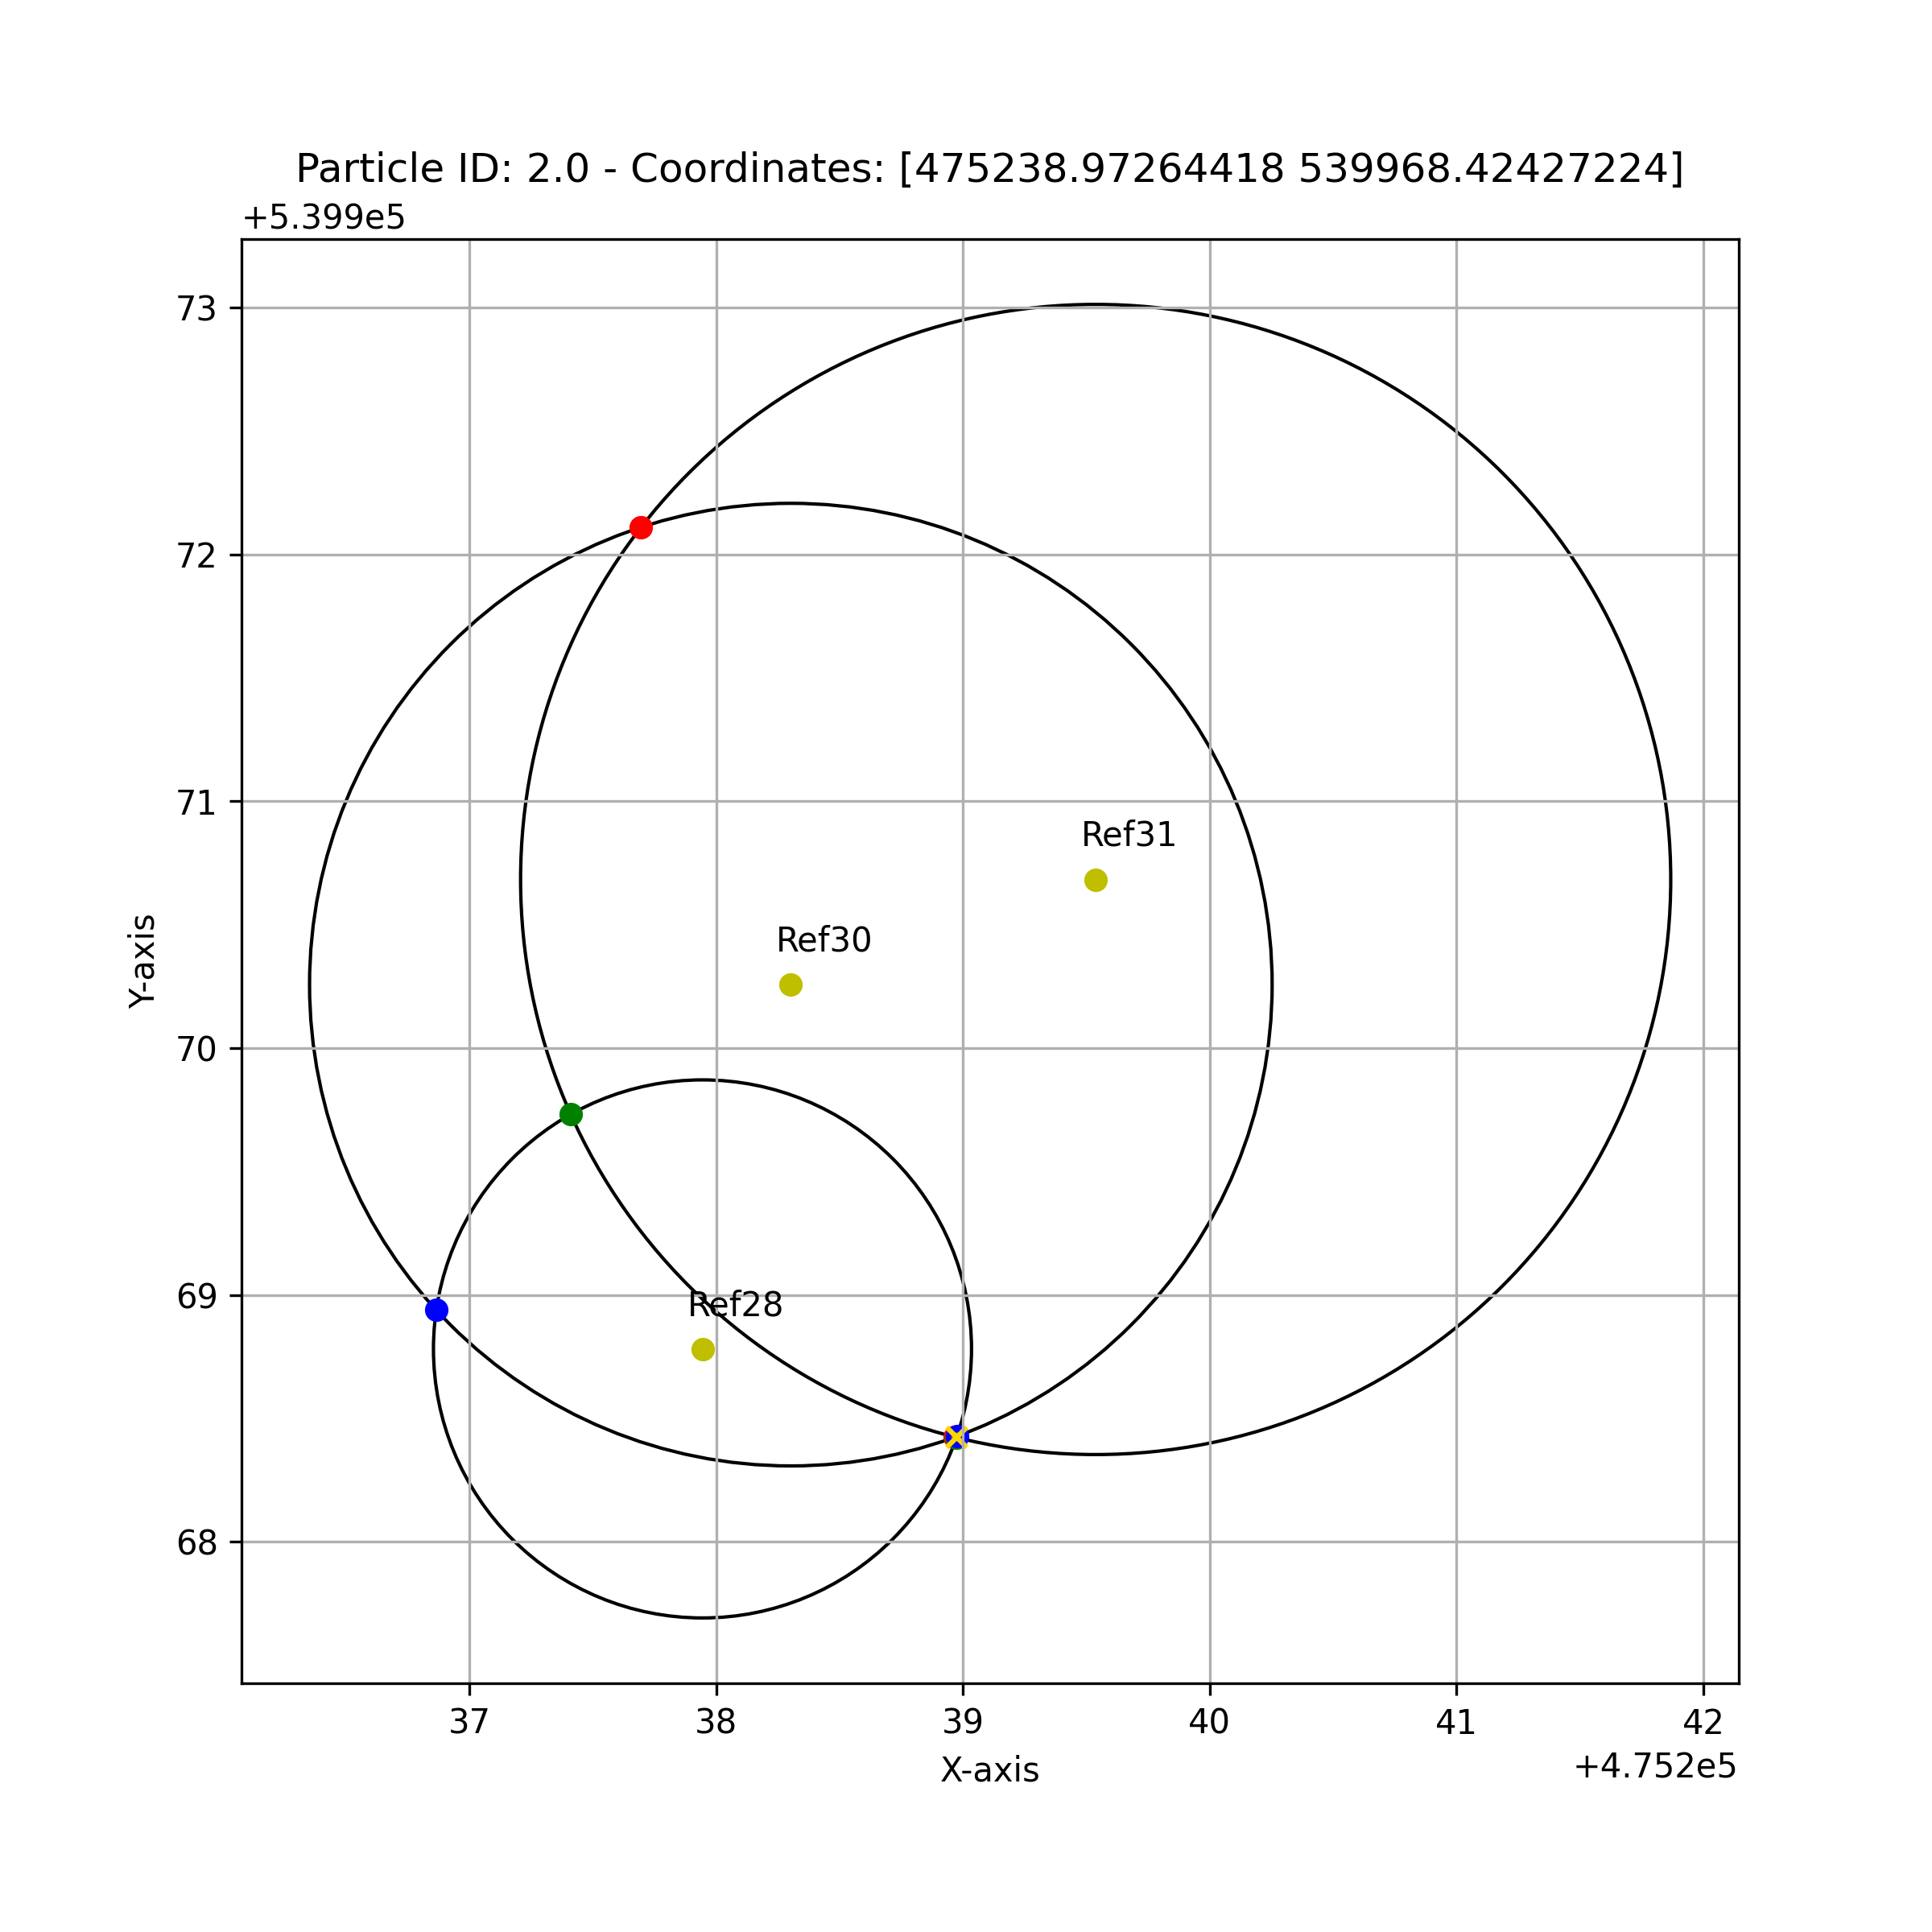 Particle ID: 2.0 - Coordinates: [475238.97264418 539968.42427224]
+5.399e5
73
72
71
70
69
68
Y-axis
Ref31
Ref30
Ref28
37 38 39 40 41 42
X-axis
+4.752e5